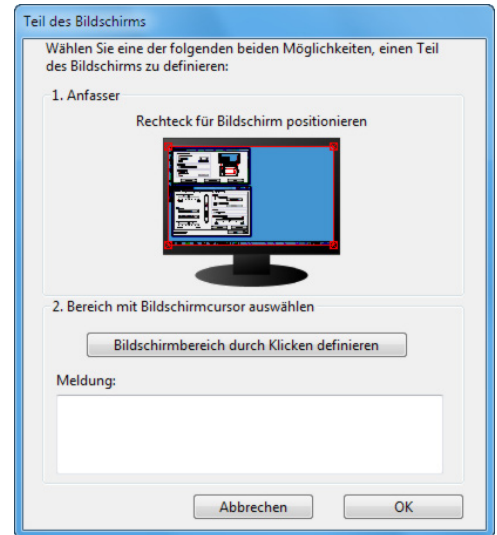 Teil des Bildschirms
Wählen Sie eine der folgenden beiden Möglichkeiten, einen Teil
des Bildschirms zu definieren:
1. Anfasser
Rechteck für Bildschirm positionieren
2. Bereich mit Bildschirmcursor auswählen
Bildschirmbereich durch Klicken definieren
Meldung:
Abbrechen
OK